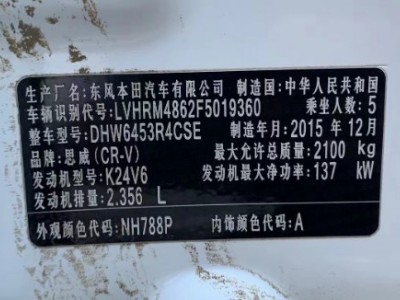 生产厂名:东风本田汽车有限公司 制造国:中华人民共和国
车辆识别代号:LVHRM4862F5019360 乘坐人数:5
整车型号:DHW6453R4CSE 制造年月:2015年12月
品牌:思威(CR-V) 最大允许总质量:2100 kg
发动机型号:K24V6 发动机最大净功率:137 kW
发动机排量:2.356 L
外观颜色代码:NH788P 内饰颜色代码:A